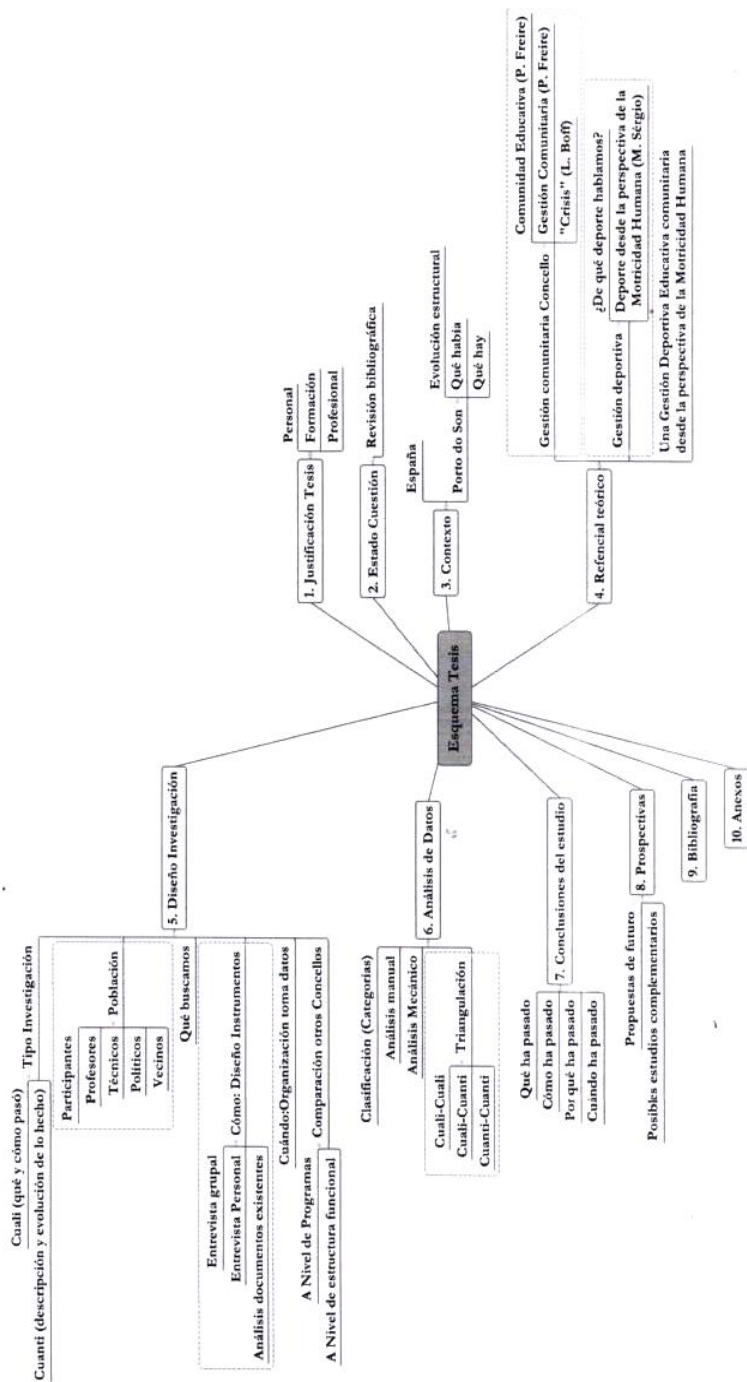 Esquema Tesis
1. Justificación Tesis
Personal
Formación
Profesional
2. Estado Cuestión
Revisión bibliográfica
3. Contexto
España
Porto do Son
Evolución estructural
Qué había
Qué hay
4. Refencial teórico
Gestión comunitaria Concello
Comunidad Educativa (P. Freire)
Gestión Comunitaria (P. Freire)
"Crisis" (L. Boff)
Gestión deportiva
¿De qué deporte hablamos?
Deporte desde la perspectiva de la
Motricidad Humana (M. Sérgio)
Una Gestión Deportiva Educativa comunitaria
desde la perspectiva de la Motricidad Humana
5. Diseño Investigación
Tipo Investigación
Cuali (qué y cómo pasó)
Cuanti (descripción y evolución de lo hecho)
Población
Participantes
Profesores
Técnicos
Políticos
Vecinos
Qué buscamos
Cómo: Diseño Instrumentos
Entrevista grupal
Entrevista Personal
Análisis documentos existentes
Cuándo:Organización toma datos
Comparación otros Concellos
A Nivel de Programas
A Nivel de estructura funcional
6. Análisis de Datos
Clasificación (Categorías)
Análisis manual
Análisis Mecánico
Triangulación
Cuali-Cuali
Cuali-Cuanti
Cuanti-Cuanti
7. Conclusiones del estudio
Qué ha pasado
Cómo ha pasado
Por qué ha pasado
Cuándo ha pasado
8. Prospectivas
Propuestas de futuro
Posibles estudios complementarios
9. Bibliografía
10. Anexos